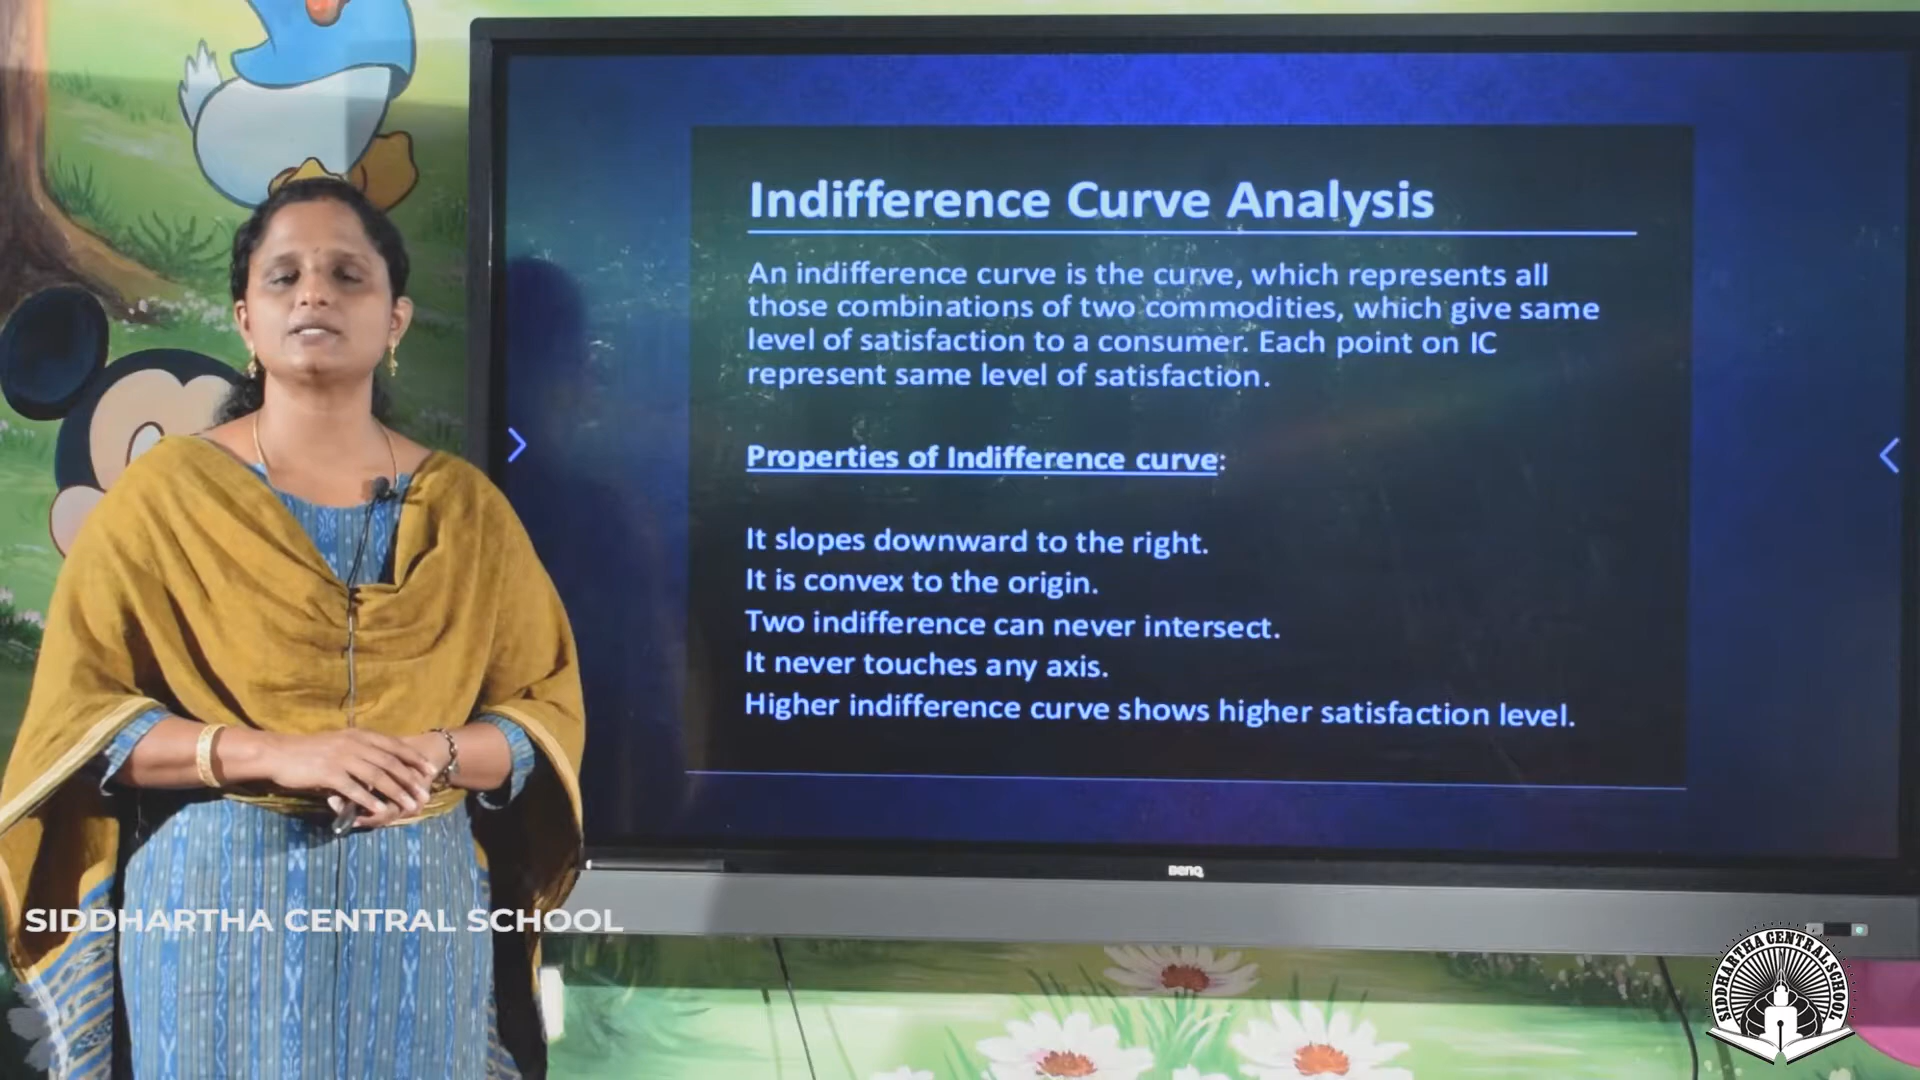 Indifference Curve Analysis
An indifference curve is the curve, which represents all
those combinations of two commodities, which give same
level of satisfaction to a consumer. Each point on IC
represent same level of satisfaction.
Properties of Indifference curve:
It slopes downward to the right.
It is convex to the origin.
Two indifference can never intersect.
It never touches any axis.
Higher indifference curve shows higher satisfaction level.
BenQ
SIDDHARTHA CENTRAL SCHOOL
SIDDHARTHA CENTRAL SCHOOL